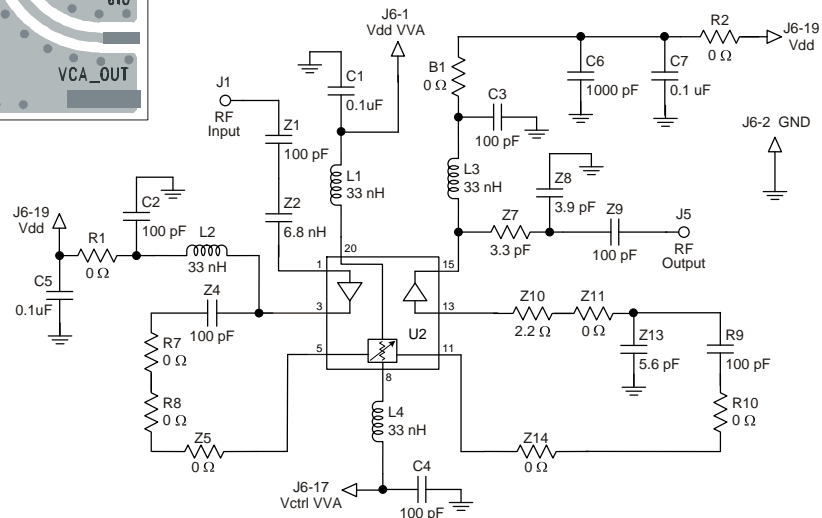 VCA_OUT
J6-1
Vdd VVA
J1
RF
Input
C1
0.1uF
Z1
100 pF
L1
33 nH
Z2
6.8 nH
B1
0 Ω
C3
100 pF
L3
33 nH
C6
1000 pF
C7
0.1 uF
R2
0 Ω
J6-19
Vdd
J6-2 GND
Z8
3.9 pF
Z7
3.3 pF
Z9
100 pF
J5
RF
Output
J6-19
Vdd
C2
100 pF
R1
0 Ω
L2
33 nH
C5
0.1uF
Z4
100 pF
R7
0 Ω
R8
0 Ω
Z5
0 Ω
20
1
3
5
8
15
13
11
U2
L4
33 nH
J6-17
Vctrl VVA
C4
100 pF
Z10
2.2 Ω
Z11
0 Ω
Z13
5.6 pF
R9
100 pF
R10
0 Ω
Z14
0 Ω